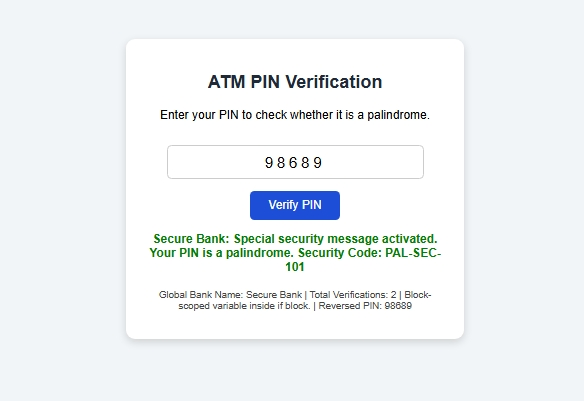 ATM PIN Verification
Enter your PIN to check whether it is a palindrome.
98689
Verify PIN
Secure Bank: Special security message activated.
Your PIN is a palindrome. Security Code: PAL-SEC-
101
Global Bank Name: Secure Bank | Total Verifications: 2 | Block-
scoped variable inside if block. | Reversed PIN: 98689